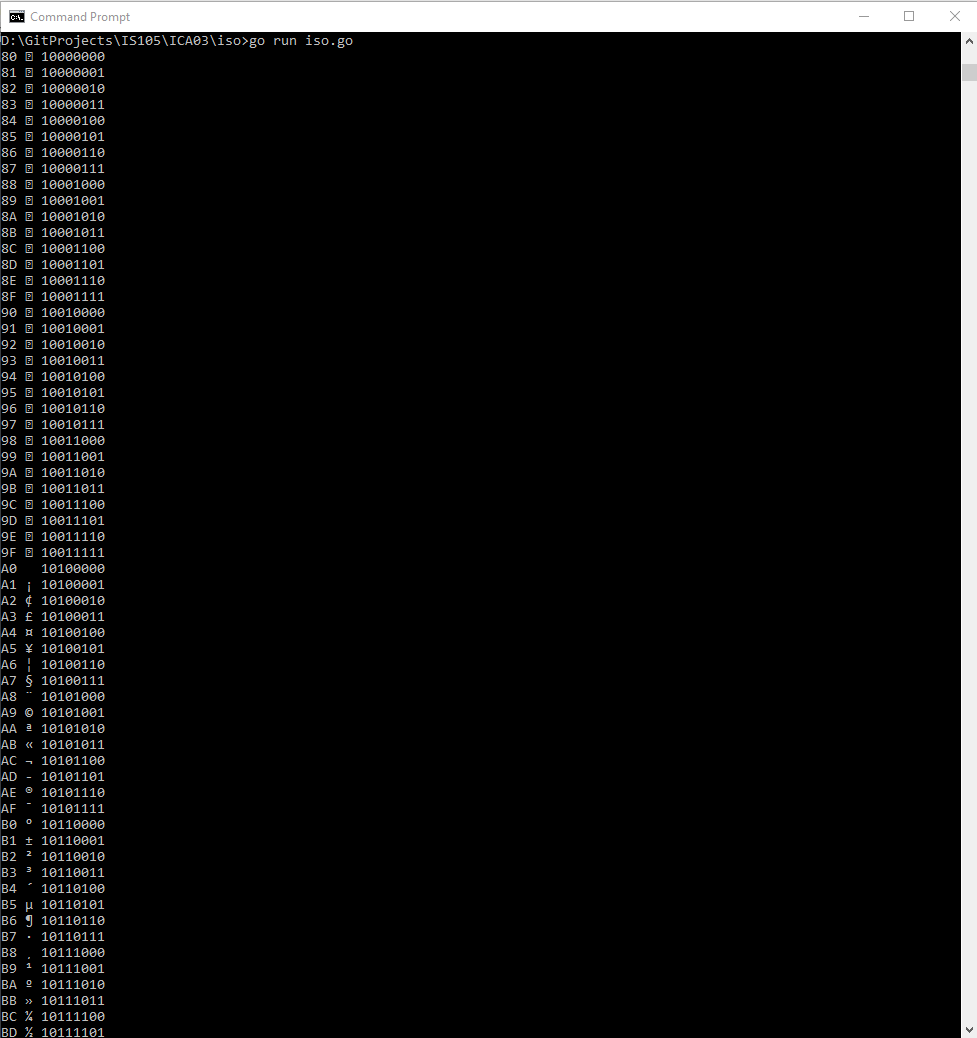 Command Prompt
D:\GitProjects\IS105\ICA03\iso>go run iso.go
80 ⍰ 10000000
81 ⍰ 10000001
82 ⍰ 10000010
83 ⍰ 10000011
84 ⍰ 10000100
85 ⍰ 10000101
86 ⍰ 10000110
87 ⍰ 10000111
88 ⍰ 10001000
89 ⍰ 10001001
8A ⍰ 10001010
8B ⍰ 10001011
8C ⍰ 10001100
8D ⍰ 10001101
8E ⍰ 10001110
8F ⍰ 10001111
90 ⍰ 10010000
91 ⍰ 10010001
92 ⍰ 10010010
93 ⍰ 10010011
94 ⍰ 10010100
95 ⍰ 10010101
96 ⍰ 10010110
97 ⍰ 10010111
98 ⍰ 10011000
99 ⍰ 10011001
9A ⍰ 10011010
9B ⍰ 10011011
9C ⍰ 10011100
9D ⍰ 10011101
9E ⍰ 10011110
9F ⍰ 10011111
A0   10100000
A1 ¡ 10100001
A2 ¢ 10100010
A3 £ 10100011
A4 ¤ 10100100
A5 ¥ 10100101
A6 ¦ 10100110
A7 § 10100111
A8 ¨ 10101000
A9 © 10101001
AA ª 10101010
AB « 10101011
AC ¬ 10101100
AD - 10101101
AE ® 10101110
AF ¯ 10101111
B0 ° 10110000
B1 ± 10110001
B2 ² 10110010
B3 ³ 10110011
B4 ´ 10110100
B5 µ 10110101
B6 ¶ 10110110
B7 · 10110111
B8 ¸ 10111000
B9 ¹ 10111001
BA º 10111010
BB » 10111011
BC ¼ 10111100
BD ½ 10111101